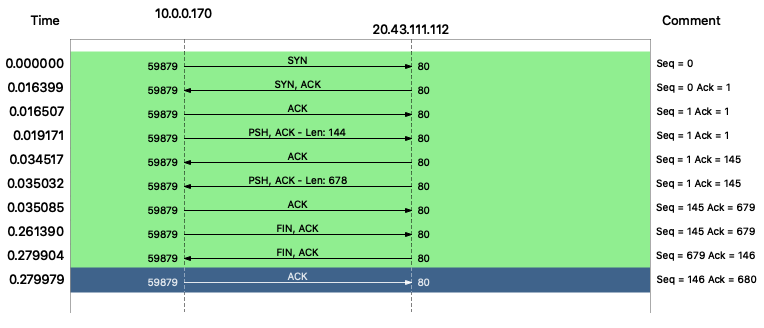 Time 10.0.0.170 20.43.111.112 Comment
0.000000 59879 SYN 80 Seq = 0
0.016399 59879 SYN, ACK 80 Seq = 0 Ack = 1
0.016507 59879 ACK 80 Seq = 1 Ack = 1
0.019171 59879 PSH, ACK - Len: 144 80 Seq = 1 Ack = 1
0.034517 59879 ACK 80 Seq = 1 Ack = 145
0.035032 59879 PSH, ACK - Len: 678 80 Seq = 1 Ack = 145
0.035085 59879 ACK 80 Seq = 145 Ack = 679
0.261390 59879 FIN, ACK 80 Seq = 145 Ack = 679
0.279904 59879 FIN, ACK 80 Seq = 679 Ack = 146
0.279979 59879 ACK 80 Seq = 146 Ack = 680